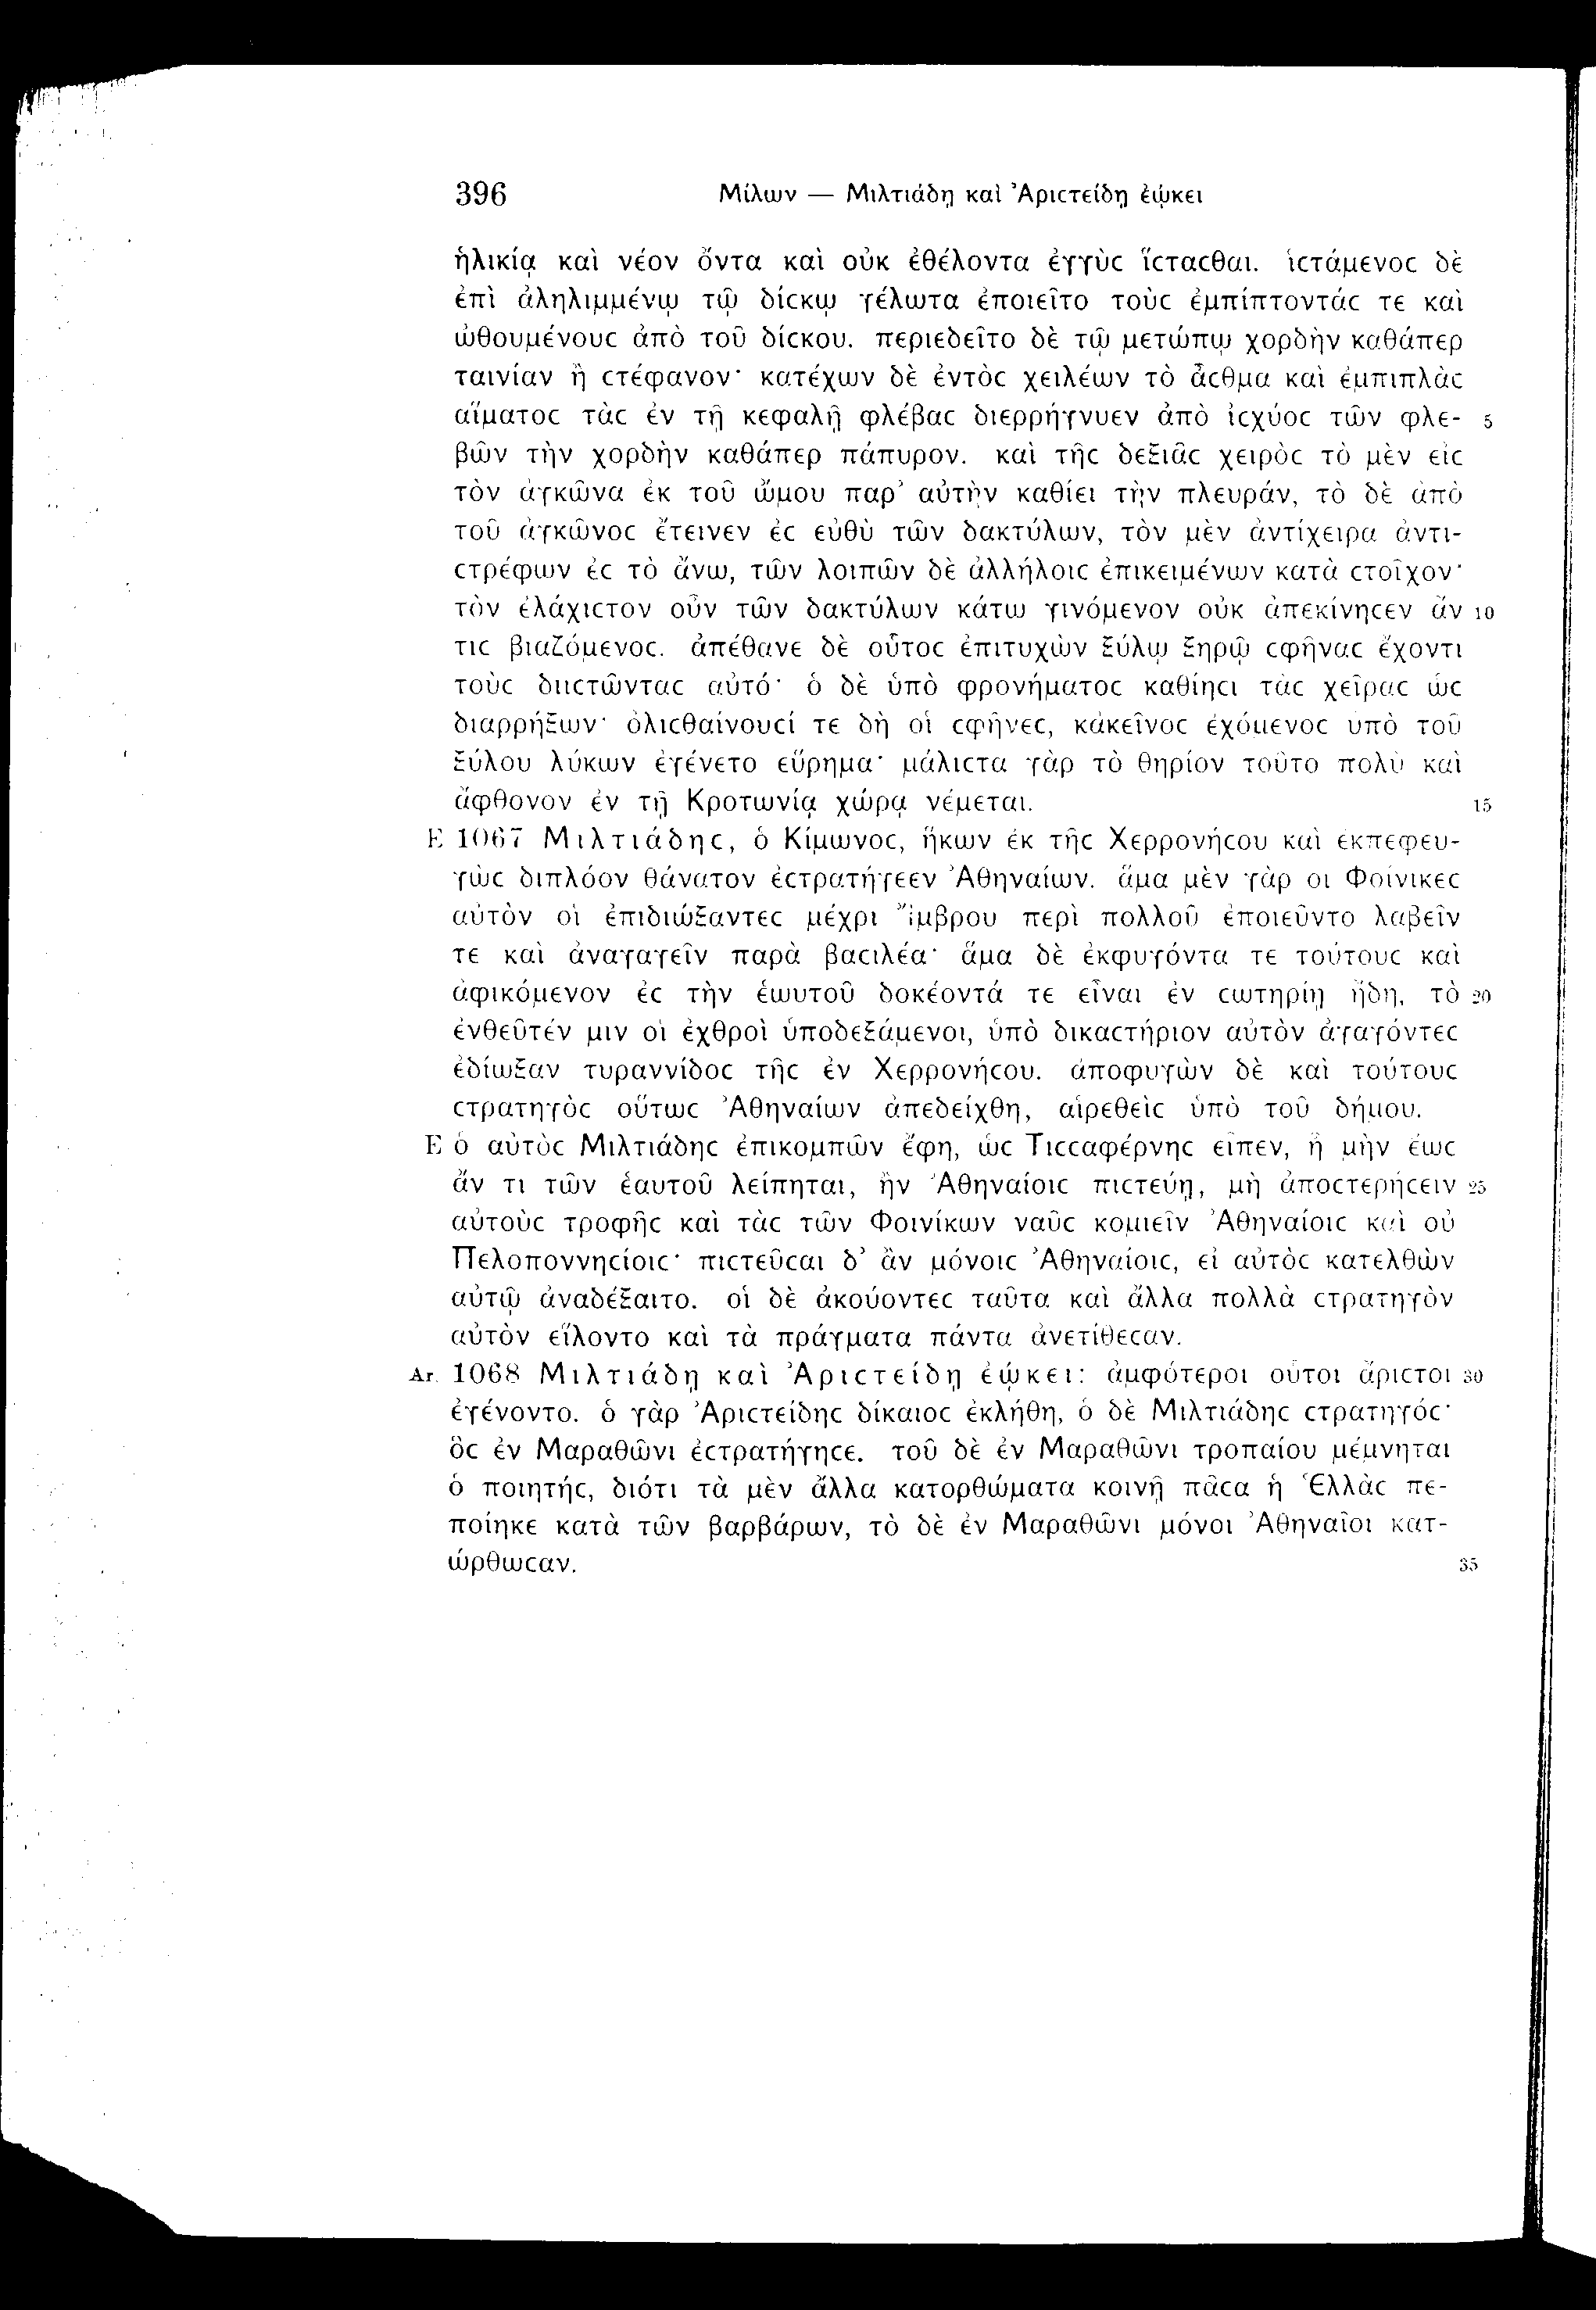 396 Μίλων — Μιλτιάδῃ καὶ Ἀριϲτείδῃ ἐῴκει
ἡλικίᾳ καὶ νέον ὄντα καὶ οὐκ ἐθέλοντα ἐγγὺϲ ἵϲταϲθαι. ἱϲτάμενοϲ δὲ
ἐπὶ ἀληλιμμένῳ τῷ δίϲκῳ γέλωτα ἐποιεῖτο τοὺϲ ἐμπίπτοντάϲ τε καὶ
ὠθουμένουϲ ἀπὸ τοῦ δίϲκου. περιεδεῖτο δὲ τῷ μετώπῳ χορδὴν καθάπερ
ταινίαν ἢ ϲτέφανον· κατέχων δὲ ἐντὸϲ χειλέων τὸ ἆϲθμα καὶ ἐμπιπλὰϲ
αἵματοϲ τὰϲ ἐν τῇ κεφαλῇ φλέβαϲ διερρήγνυεν ἀπὸ ἰϲχύοϲ τῶν φλε- 5
βῶν τὴν χορδὴν καθάπερ πάπυρον. καὶ τῆϲ δεξιᾶϲ χειρὸϲ τὸ μὲν εἰϲ
τὸν ἀγκῶνα ἐκ τοῦ ὤμου παρ᾽ αὐτὴν καθίει τὴν πλευράν, τὸ δὲ ἀπὸ
τοῦ ἀγκῶνοϲ ἔτεινεν ἐϲ εὐθὺ τῶν δακτύλων, τὸν μὲν ἀντίχειρα ἀντι-
ϲτρέφων ἐϲ τὸ ἄνω, τῶν λοιπῶν δὲ ἀλλήλοιϲ ἐπικειμένων κατὰ ϲτοῖχον·
τὸν ἐλάχιϲτον οὖν τῶν δακτύλων κάτω γινόμενον οὐκ ἀπεκίνηϲεν ἄν 10
τιϲ βιαζόμενοϲ. ἀπέθανε δὲ οὗτοϲ ἐπιτυχὼν ξύλῳ ξηρῷ ϲφῆναϲ ἔχοντι
τοὺϲ διιϲτῶνταϲ αὐτό· ὁ δὲ ὑπὸ φρονήματοϲ καθίηϲι τὰϲ χεῖραϲ ὡϲ
διαρρήξων· ὀλιϲθαίνουϲί τε δὴ οἱ ϲφῆνεϲ, κἀκεῖνοϲ ἐχόμενοϲ ὑπὸ τοῦ
ξύλου λύκων ἐγένετο εὕρημα· μάλιϲτα γὰρ τὸ θηρίον τοῦτο πολὺ καὶ
ἄφθονον ἐν τῇ Κροτωνίᾳ χώρᾳ νέμεται. 15
E 1067 Μιλτιάδηϲ, ὁ Κίμωνοϲ, ἥκων ἐκ τῆϲ Χερρονήϲου καὶ ἐκπεφευ-
γὼϲ διπλόον θάνατον ἐϲτρατήγεεν Ἀθηναίων. ἅμα μὲν γὰρ οἱ Φοίνικεϲ
αὐτὸν οἱ ἐπιδιώξαντεϲ μέχρι Ἴμβρου περὶ πολλοῦ ἐποιεῦντο λαβεῖν
τε καὶ ἀναγαγεῖν παρὰ βαϲιλέα· ἅμα δὲ ἐκφυγόντα τε τούτουϲ καὶ
ἀφικόμενον ἐϲ τὴν ἑωυτοῦ δοκέοντά τε εἶναι ἐν ϲωτηρίῃ ἤδη, τὸ 20
ἐνθεῦτέν μιν οἱ ἐχθροὶ ὑποδεξάμενοι, ὑπὸ δικαϲτήριον αὐτὸν ἀγαγόντεϲ
ἐδίωξαν τυραννίδοϲ τῆϲ ἐν Χερρονήϲου. ἀποφυγὼν δὲ καὶ τούτουϲ
ϲτρατηγὸϲ οὕτωϲ Ἀθηναίων ἀπεδείχθη, αἱρεθεὶϲ ὑπὸ τοῦ δήμου.
E ὁ αὐτὸϲ Μιλτιάδηϲ ἐπικομπῶν ἔφη, ὡϲ Τιϲϲαφέρνηϲ εἶπεν, ἦ μὴν ἕωϲ
ἄν τι τῶν ἑαυτοῦ λείπηται, ἢν Ἀθηναίοιϲ πιϲτεύῃ, μὴ ἀποϲτερήϲειν 25
αὐτοὺϲ τροφῆϲ καὶ τὰϲ τῶν Φοινίκων ναῦϲ κομιεῖν Ἀθηναίοιϲ καὶ οὐ
Πελοποννηϲίοιϲ· πιϲτεῦϲαι δ᾽ ἂν μόνοιϲ Ἀθηναίοιϲ, εἰ αὐτὸϲ κατελθὼν
αὐτῷ ἀναδέξαιτο. οἱ δὲ ἀκούοντεϲ ταῦτα καὶ ἄλλα πολλὰ ϲτρατηγὸν
αὐτὸν εἵλοντο καὶ τὰ πράγματα πάντα ἀνετίθεϲαν.
Ar. 1068 Μιλτιάδῃ καὶ Ἀριϲτείδῃ ἐῴκει: ἀμφότεροι οὗτοι ἄριϲτοι 30
ἐγένοντο. ὁ γὰρ Ἀριϲτείδηϲ δίκαιοϲ ἐκλήθη, ὁ δὲ Μιλτιάδηϲ ϲτρατηγόϲ·
ὃϲ ἐν Μαραθῶνι ἐϲτρατήγηϲε. τοῦ δὲ ἐν Μαραθῶνι τροπαίου μέμνηται
ὁ ποιητήϲ, διότι τὰ μὲν ἄλλα κατορθώματα κοινῇ πᾶϲα ἡ Ἑλλὰϲ πε-
ποίηκε κατὰ τῶν βαρβάρων, τὸ δὲ ἐν Μαραθῶνι μόνοι Ἀθηναῖοι κατ-
ώρθωϲαν. 35